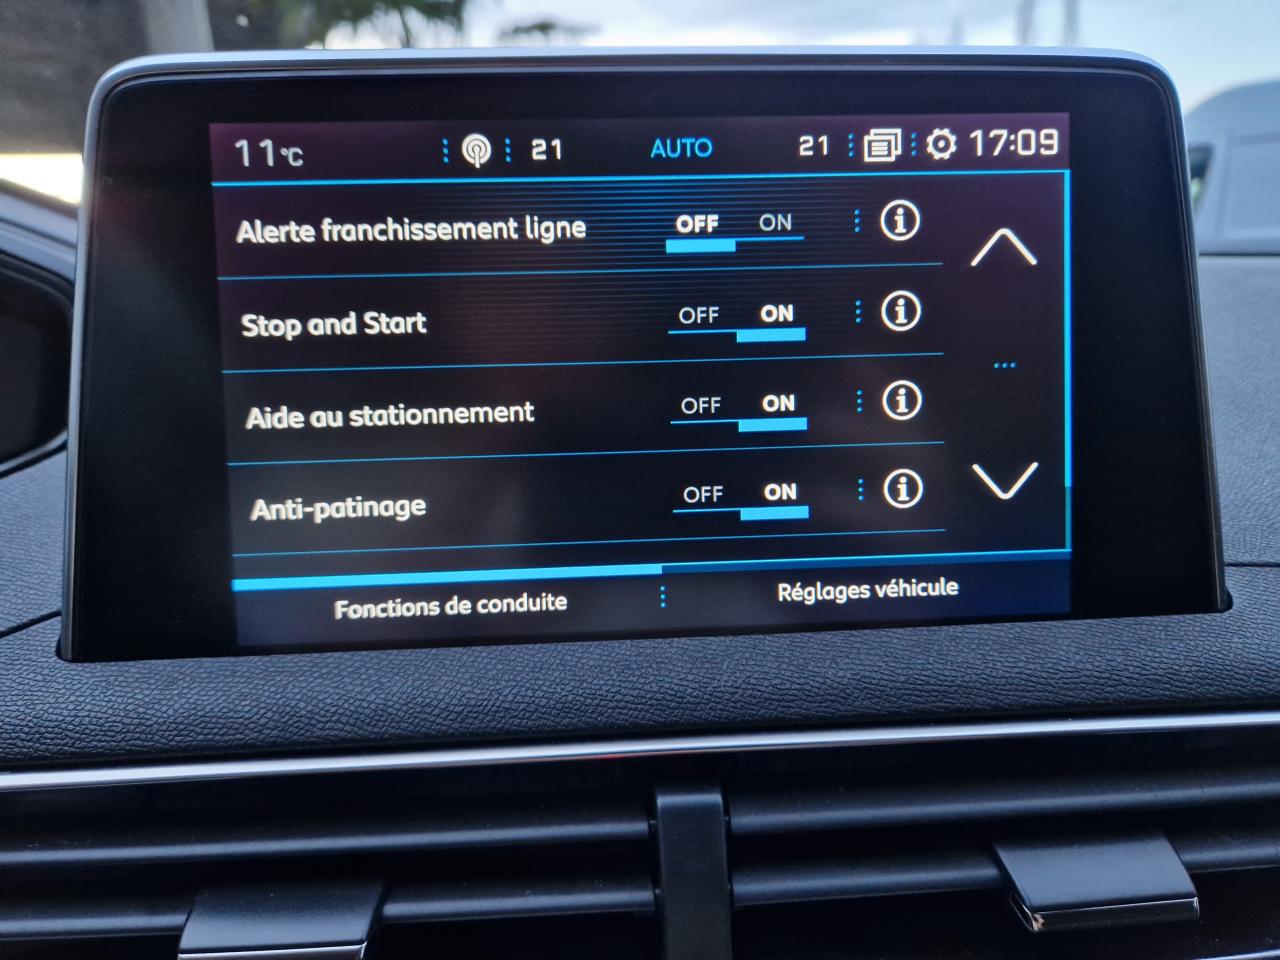 11°C 21 AUTO 21 17:09
Alerte franchissement ligne OFF ON
Stop and Start OFF ON
Aide au stationnement OFF ON
Anti-patinage OFF ON
Fonctions de conduite Réglages véhicule